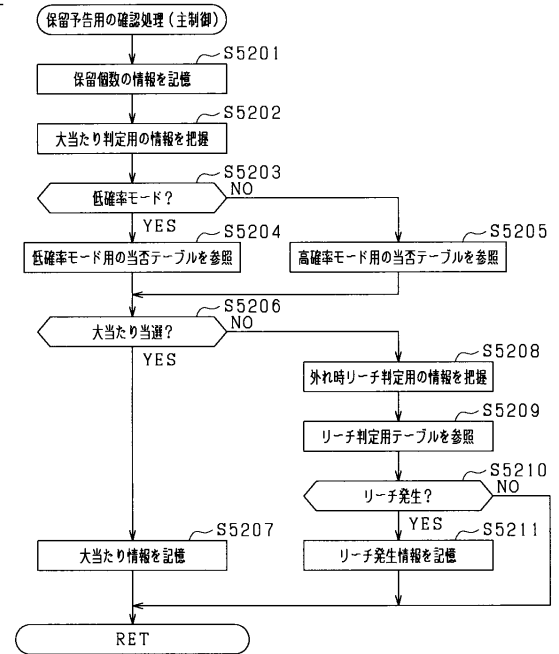 保留予告用の確認処理（主制御）
S5201
保留個数の情報を記憶
S5202
大当たり判定用の情報を把握
S5203
低確率モード？
NO
YES
S5204
低確率モード用の当否テーブルを参照
S5205
高確率モード用の当否テーブルを参照
S5206
大当たり当選？
NO
YES
S5208
外れ時リーチ判定用の情報を把握
S5209
リーチ判定用テーブルを参照
S5210
リーチ発生？
NO
YES
S5207
大当たり情報を記憶
S5211
リーチ発生情報を記憶
RET